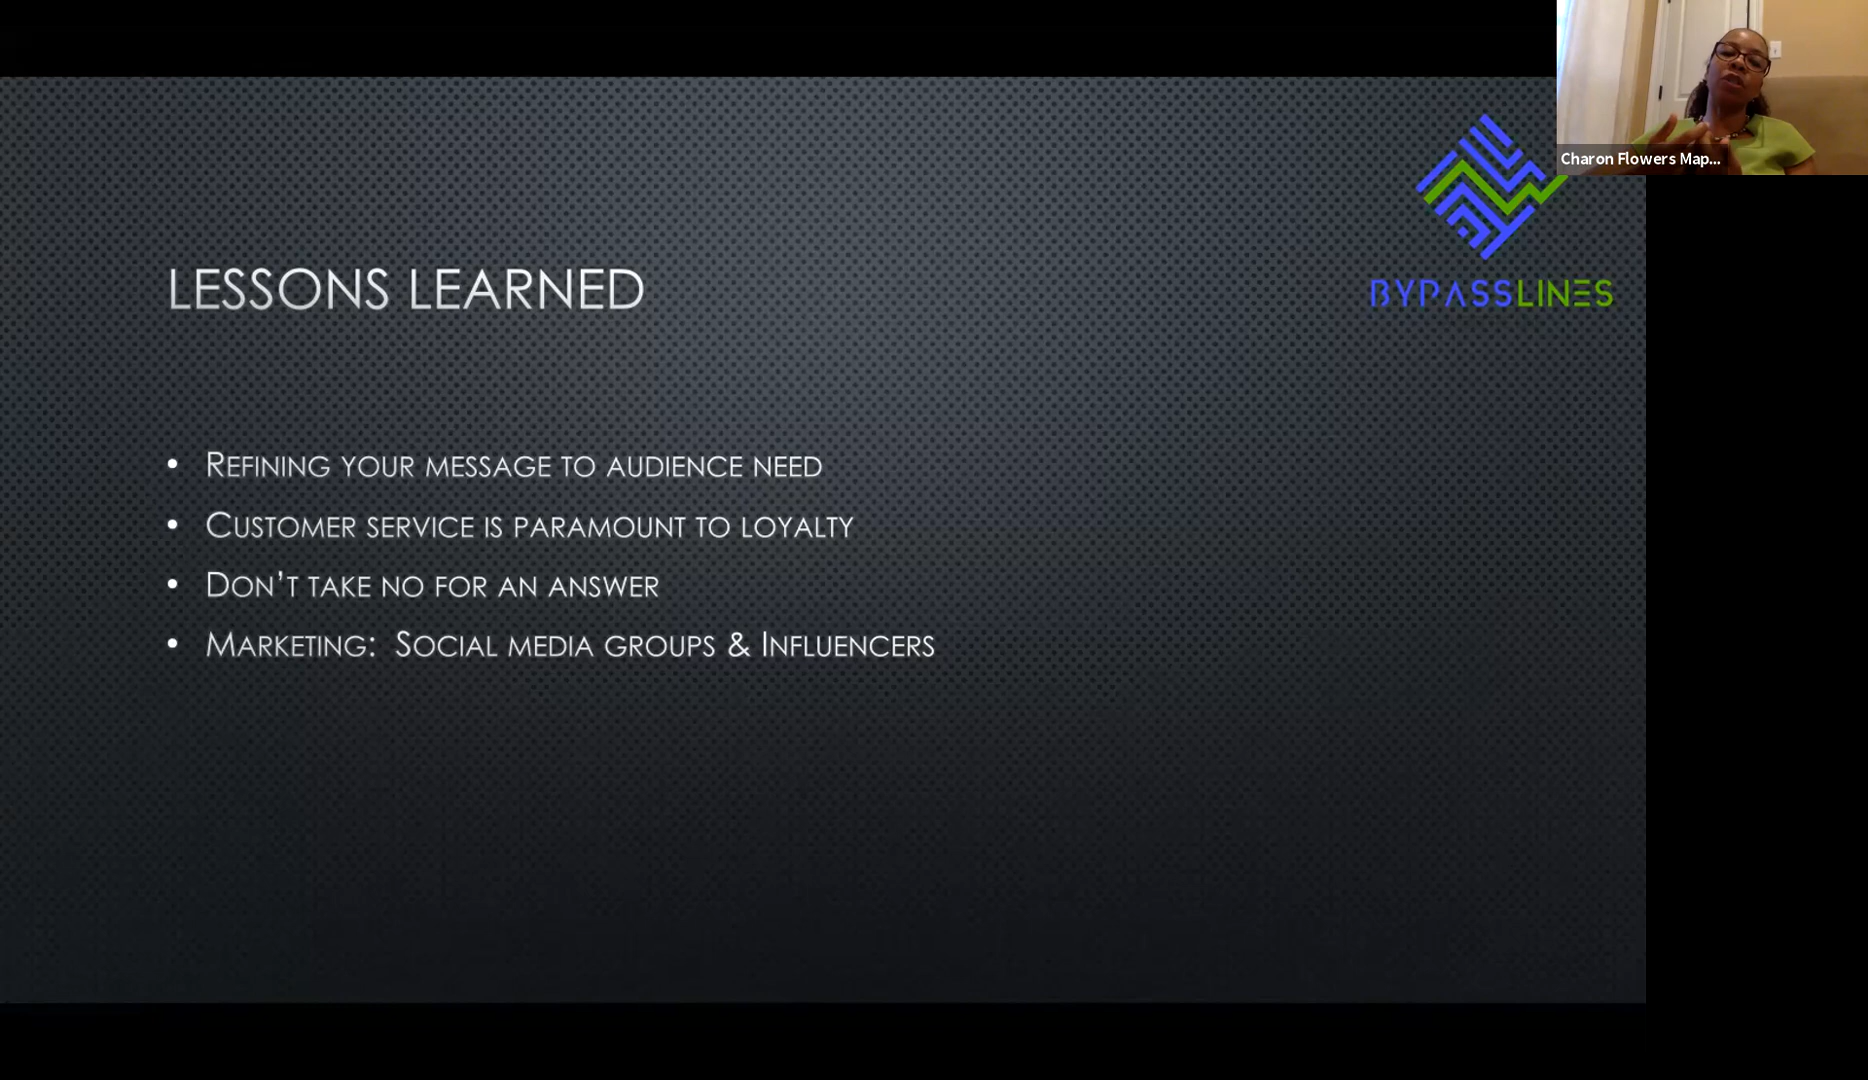 Charon Flowers Map...
BYPASSLINES
LESSONS LEARNED
• REFINING YOUR MESSAGE TO AUDIENCE NEED
• CUSTOMER SERVICE IS PARAMOUNT TO LOYALTY
• DON'T TAKE NO FOR AN ANSWER
• MARKETING: SOCIAL MEDIA GROUPS & INFLUENCERS